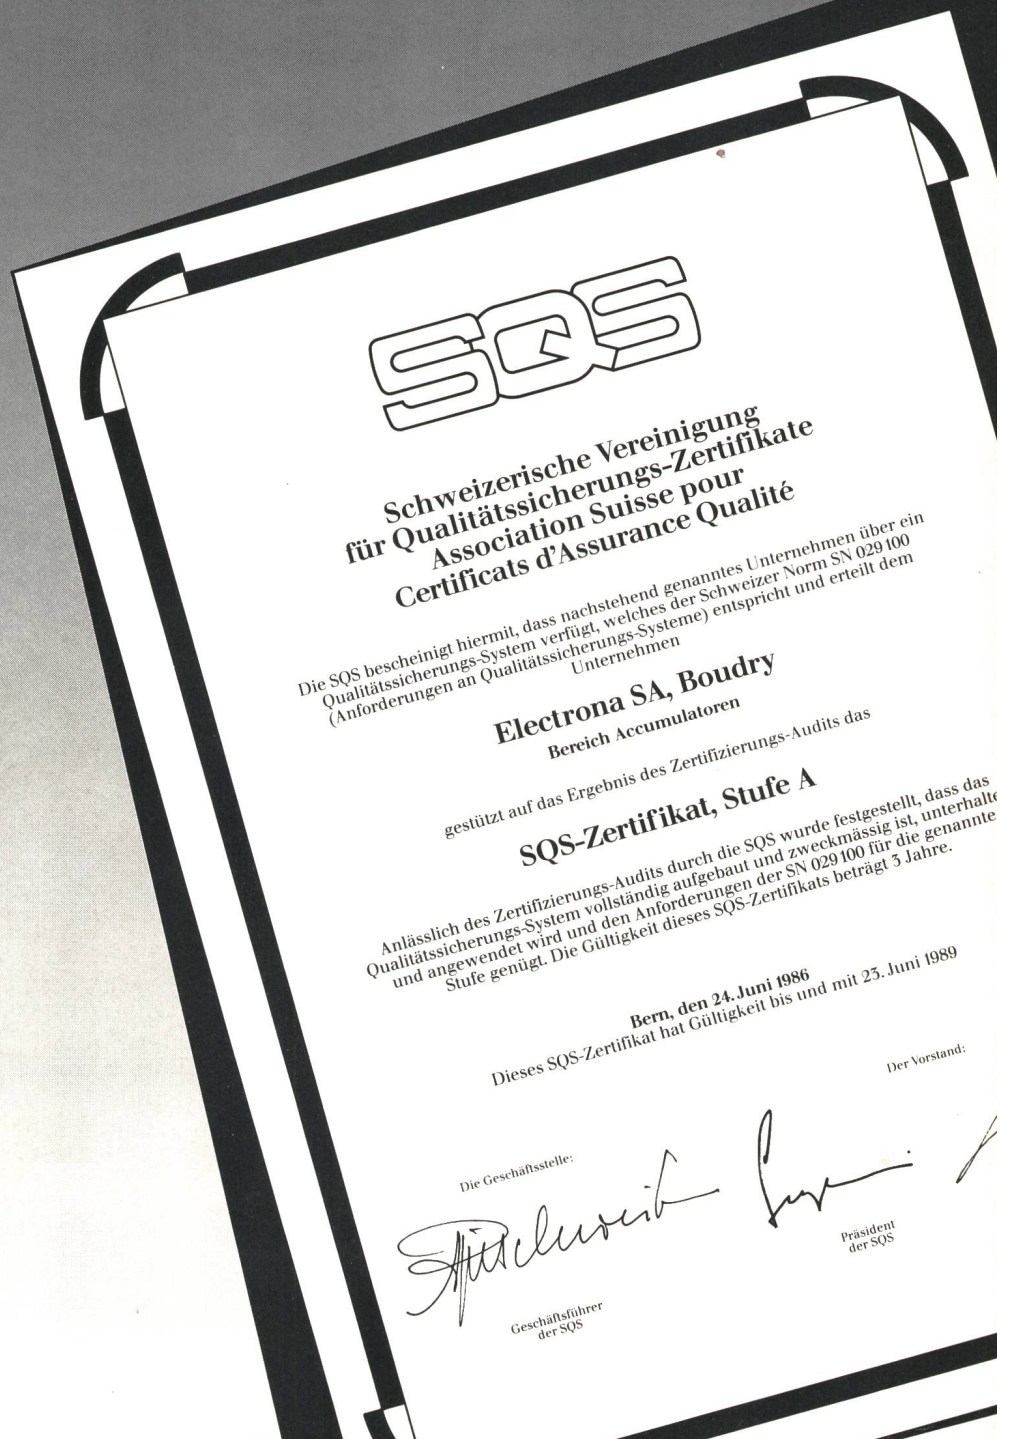 SQS
Schweizerische Vereinigung
für Qualitätssicherungs-Zertifikate
Association Suisse pour
Certificats d'Assurance Qualité
Die SQS bescheinigt hiermit, dass nachstehend genanntes Unternehmen über ein
Qualitätssicherungs-System verfügt, welches der Schweizer Norm SN 029100
(Anforderungen an Qualitätssicherungs-Systeme) entspricht und erteilt dem
Unternehmen
Electrona SA, Boudry
Bereich Accumulatoren
gestützt auf das Ergebnis des Zertifizierungs-Audits das
SQS-Zertifikat, Stufe A
Anlässlich des Zertifizierungs-Audits durch die SQS wurde festgestellt, dass das
Qualitätssicherungs-System vollständig aufgebaut und zweckmässig ist, unterhalte
und angewendet wird und den Anforderungen der SN 029100 für die genannte
Stufe genügt. Die Gültigkeit dieses SQS-Zertifikats beträgt 3 Jahre.
Bern, den 24. Juni 1986
Dieses SQS-Zertifikat hat Gültigkeit bis und mit 23. Juni 1989
Der Vorstand:
Die Geschäftsstelle:
Präsident
der SQS
Geschäftsführer
der SQS